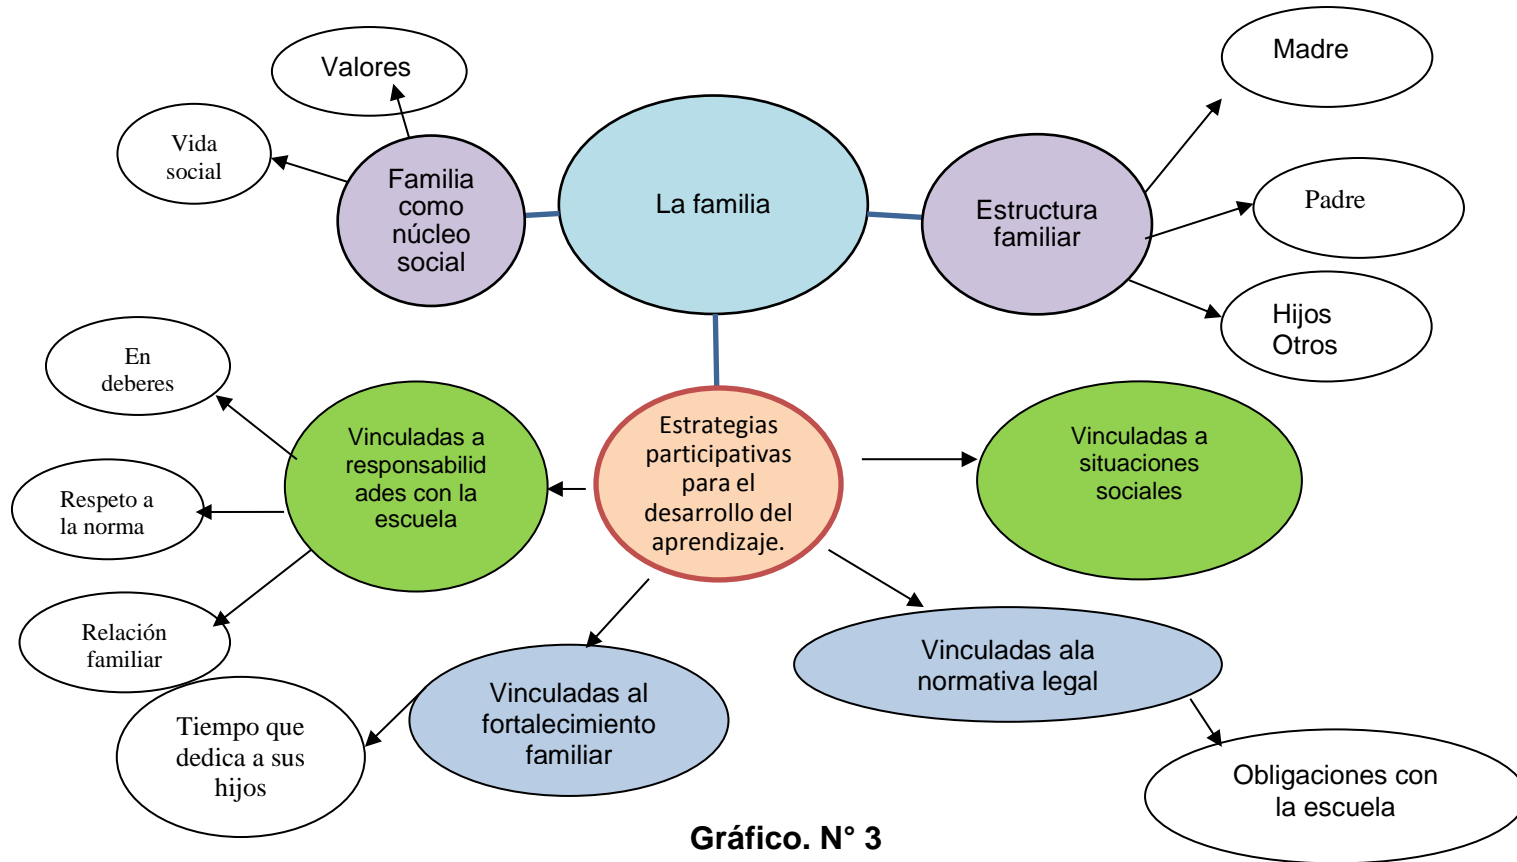 Valores
Madre
Vida
social
Familia
como
núcleo
social
La familia
Estructura
familiar
Padre
Hijos
Otros
En
deberes
Vinculadas a
responsabilid
ades con la
escuela
Estrategias
participativas
para el
desarrollo del
aprendizaje.
Vinculadas a
situaciones
sociales
Respeto a
la norma
Relación
familiar
Vinculadas ala
normativa legal
Vinculadas al
fortalecimiento
familiar
Tiempo que
dedica a sus
hijos
Obligaciones con
la escuela
Gráfico. N° 3